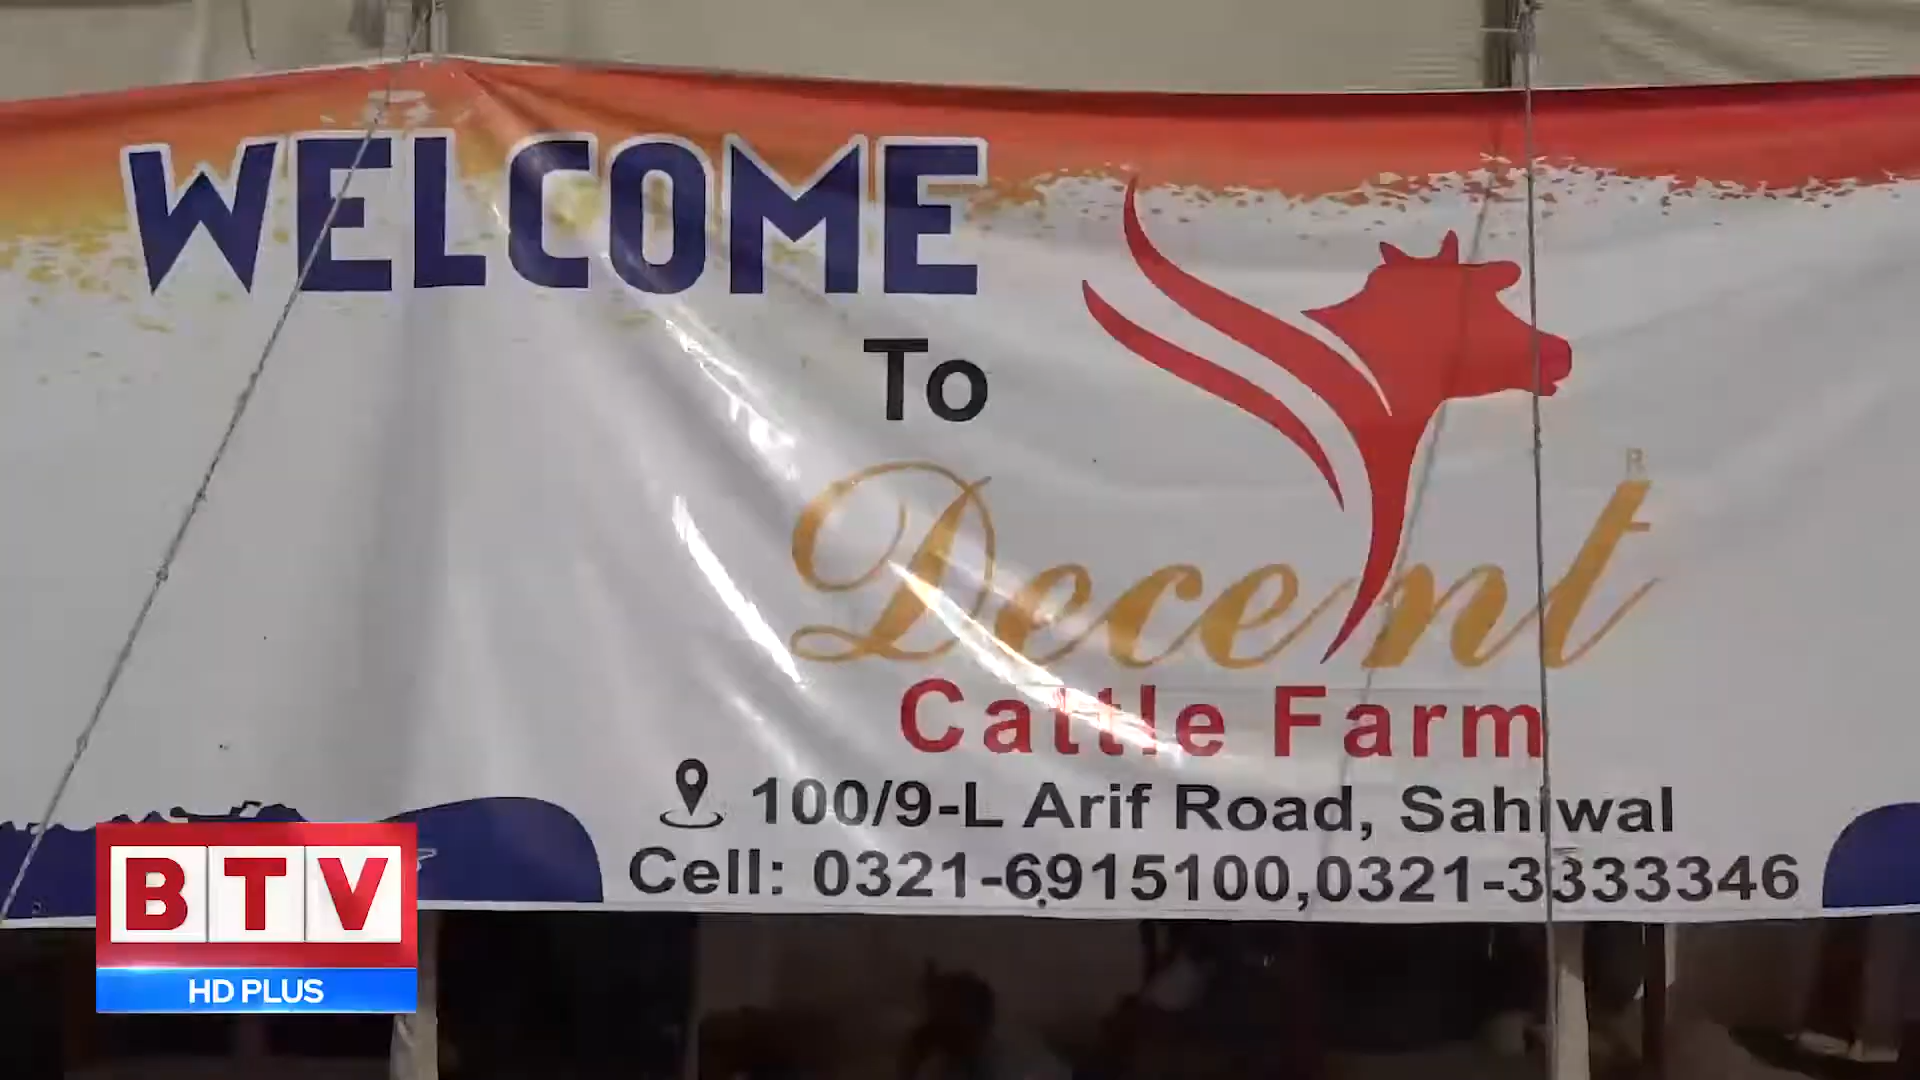 WELCOME
To
Decent
R
Cattle Farm
100/9-L Arif Road, Sahiwal
Cell: 0321-6915100,0321-3333346
BTV
HD PLUS